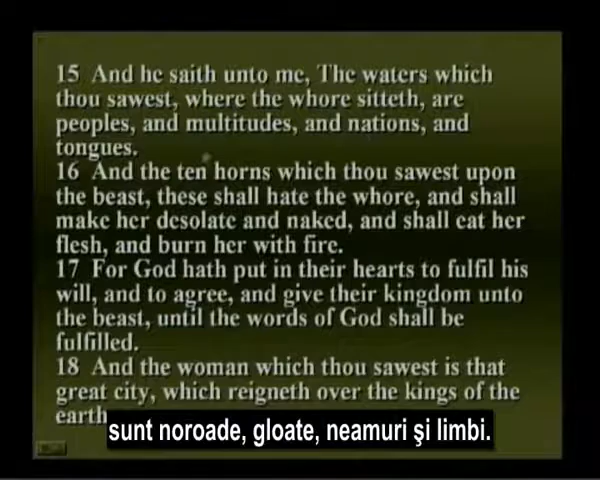 15 And he saith unto me, The waters which
thou sawest, where the whore sitteth, are
peoples, and multitudes, and nations, and
tongues.
16 And the ten horns which thou sawest upon
the beast, these shall hate the whore, and shall
make her desolate and naked, and shall eat her
flesh, and burn her with fire.
17 For God hath put in their hearts to fulfil his
will, and to agree, and give their kingdom unto
the beast, until the words of God shall be
fulfilled.
18 And the woman which thou sawest is that
great city, which reigneth over the kings of the
earth
sunt noroade, gloate, neamuri şi limbi.